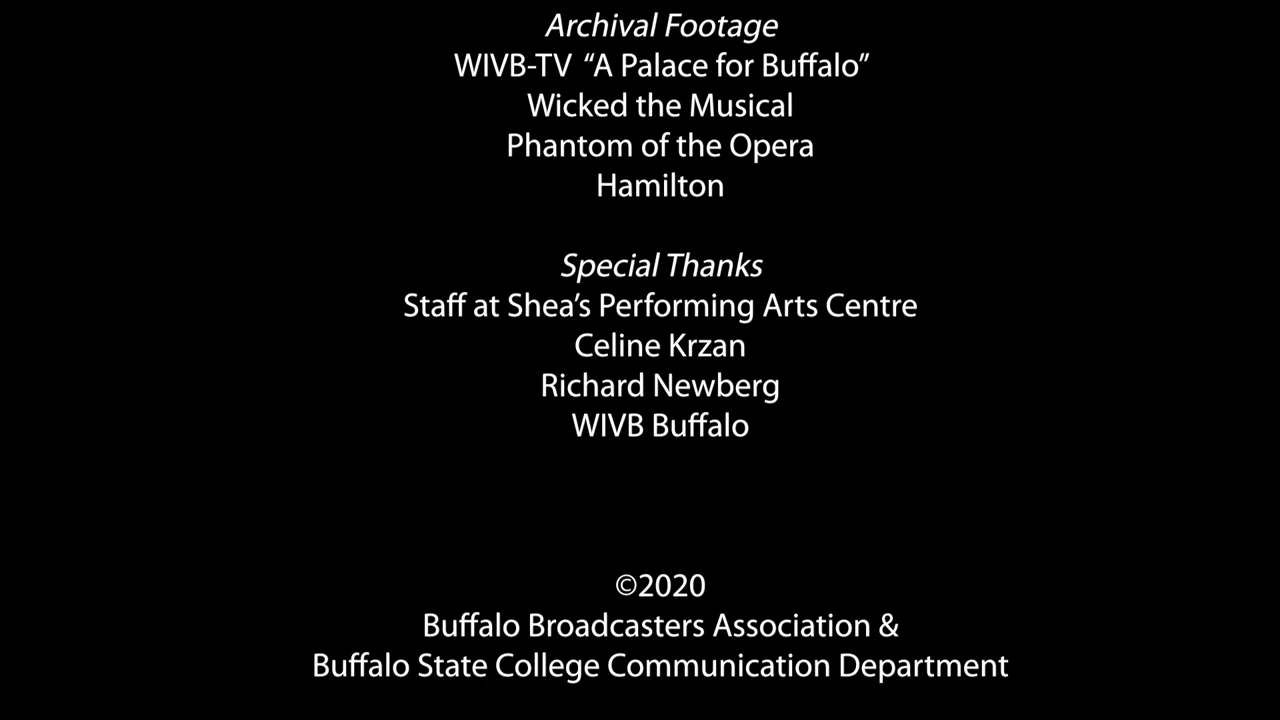 Archival Footage
WIVB-TV “A Palace for Buffalo”
Wicked the Musical
Phantom of the Opera
Hamilton
Special Thanks
Staff at Shea’s Performing Arts Centre
Celine Krzan
Richard Newberg
WIVB Buffalo
©2020
Buffalo Broadcasters Association &
Buffalo State College Communication Department